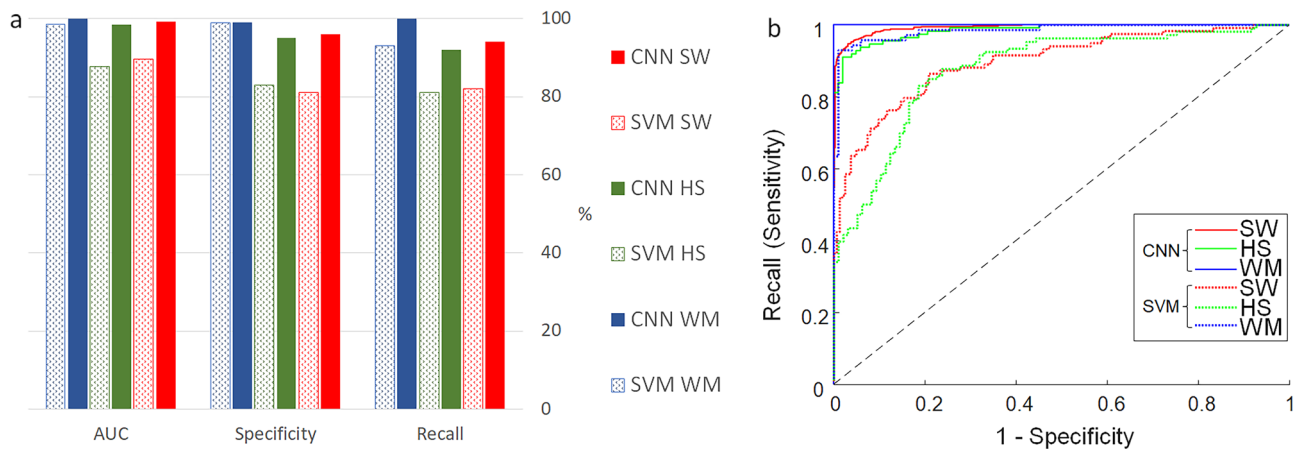 a
100
80
60
%
40
20
0
AUC
Specificity
Recall
CNN SW
SVM SW
CNN HS
SVM HS
CNN WM
SVM WM
b
1
0.8
0.6
0.4
0.2
0
Recall (Sensitivity)
0
0.2
0.4
0.6
0.8
1
1 - Specificity
CNN
SW
HS
WM
SVM
SW
HS
WM